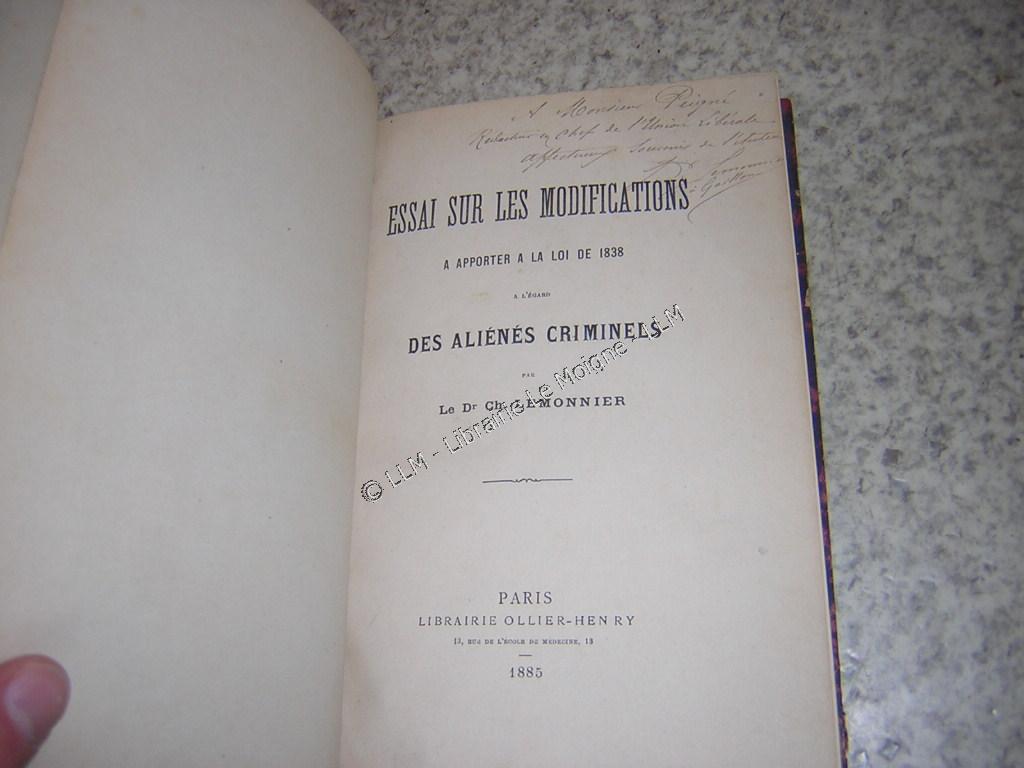 A Monsieur Peigné
Rédacteur en chef de l'Union Libérale
affectueux souvenir de
ESSAI SUR LES MODIFICATIONS
A APPORTER A LA LOI DE 1838
A L'ÉGARD
DES ALIÉNÉS CRIMINELS
PAR
Le Dr Ch. LEMONNIER
© LLM - Librairie Le Moigne - LLM
PARIS
LIBRAIRIE OLLIER-HENRY
13, RUE DE L'ÉCOLE DE MÉDECINE, 13
1885